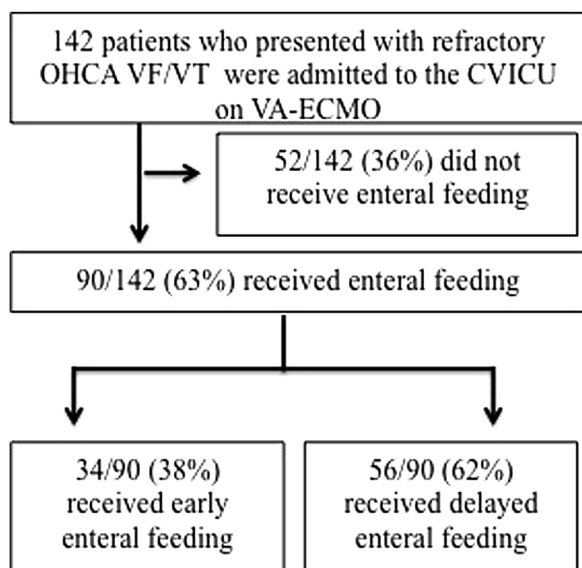 142 patients who presented with refractory
OHCA VF/VT were admitted to the CVICU
on VA-ECMO
52/142 (36%) did not
receive enteral feeding
90/142 (63%) received enteral feeding
34/90 (38%)
received early
enteral feeding
56/90 (62%)
received delayed
enteral feeding